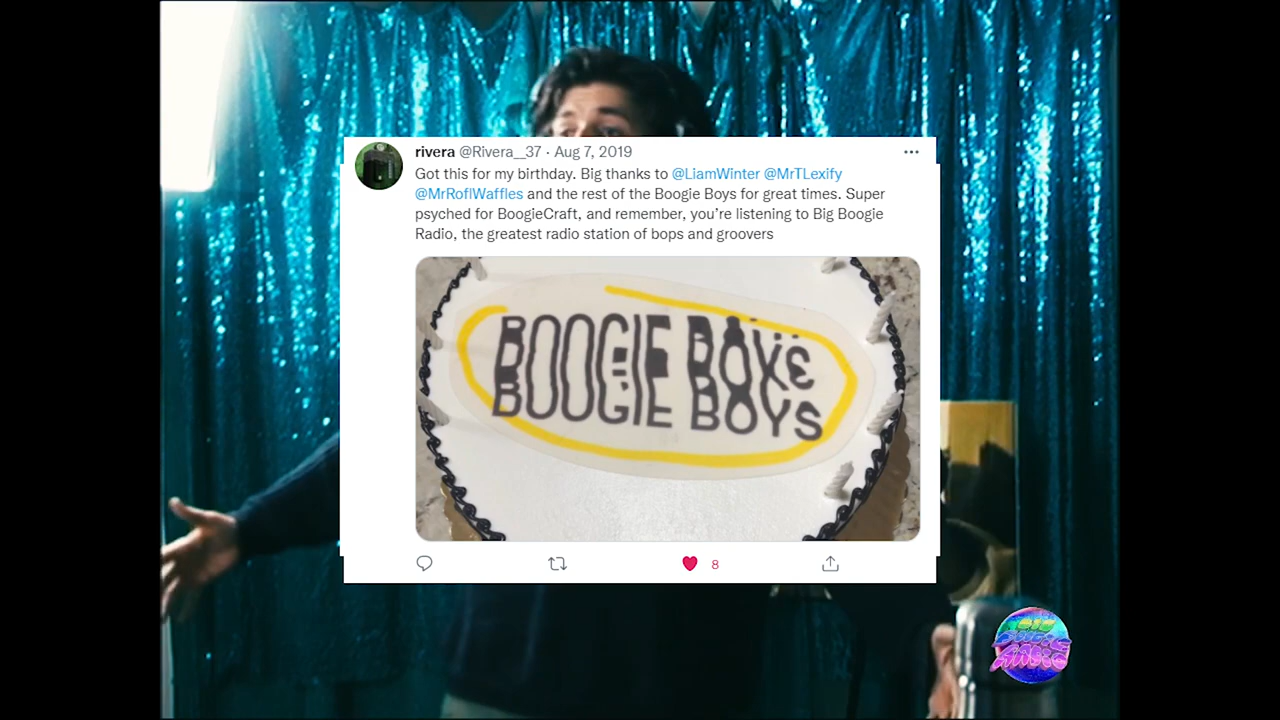 rivera @Rivera__37 · Aug 7, 2019
Got this for my birthday. Big thanks to @LiamWinter @MrTLexify
@MrRoflWaffles and the rest of the Boogie Boys for great times. Super
psyched for BoogieCraft, and remember, you’re listening to Big Boogie
Radio, the greatest radio station of bops and groovers
BOOGIE BOYS
8
BIG
BOOGIE
RADIO